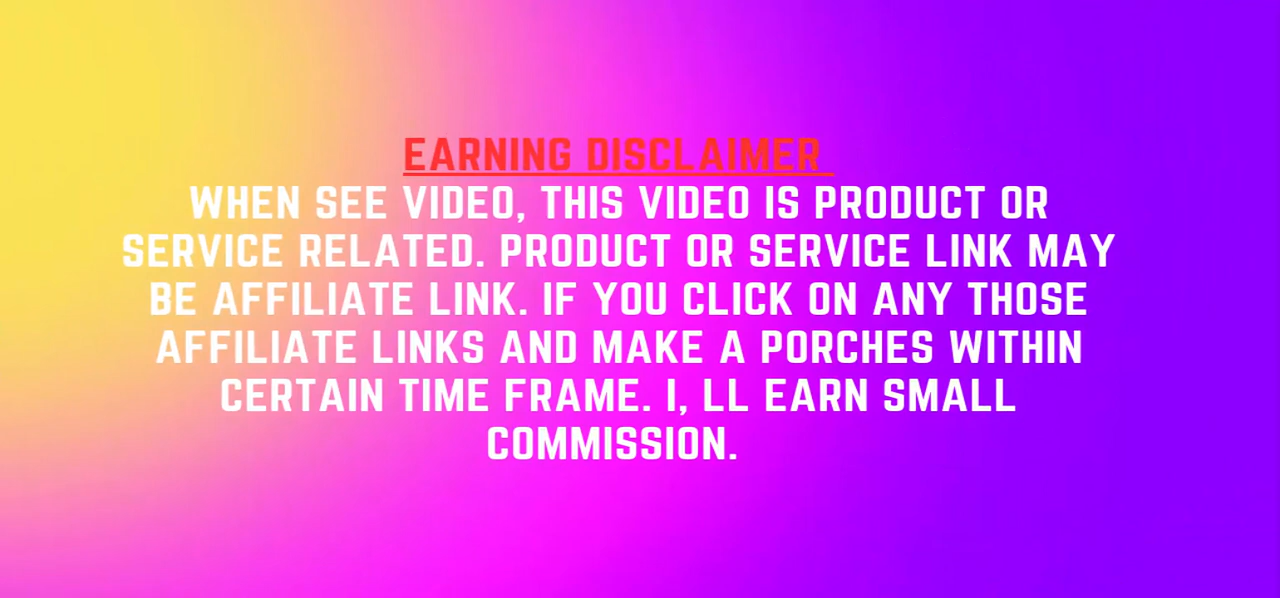 EARNING DISCLAIMER
WHEN SEE VIDEO, THIS VIDEO IS PRODUCT OR
SERVICE RELATED. PRODUCT OR SERVICE LINK MAY
BE AFFILIATE LINK. IF YOU CLICK ON ANY THOSE
AFFILIATE LINKS AND MAKE A PORCHES WITHIN
CERTAIN TIME FRAME. I, LL EARN SMALL
COMMISSION.